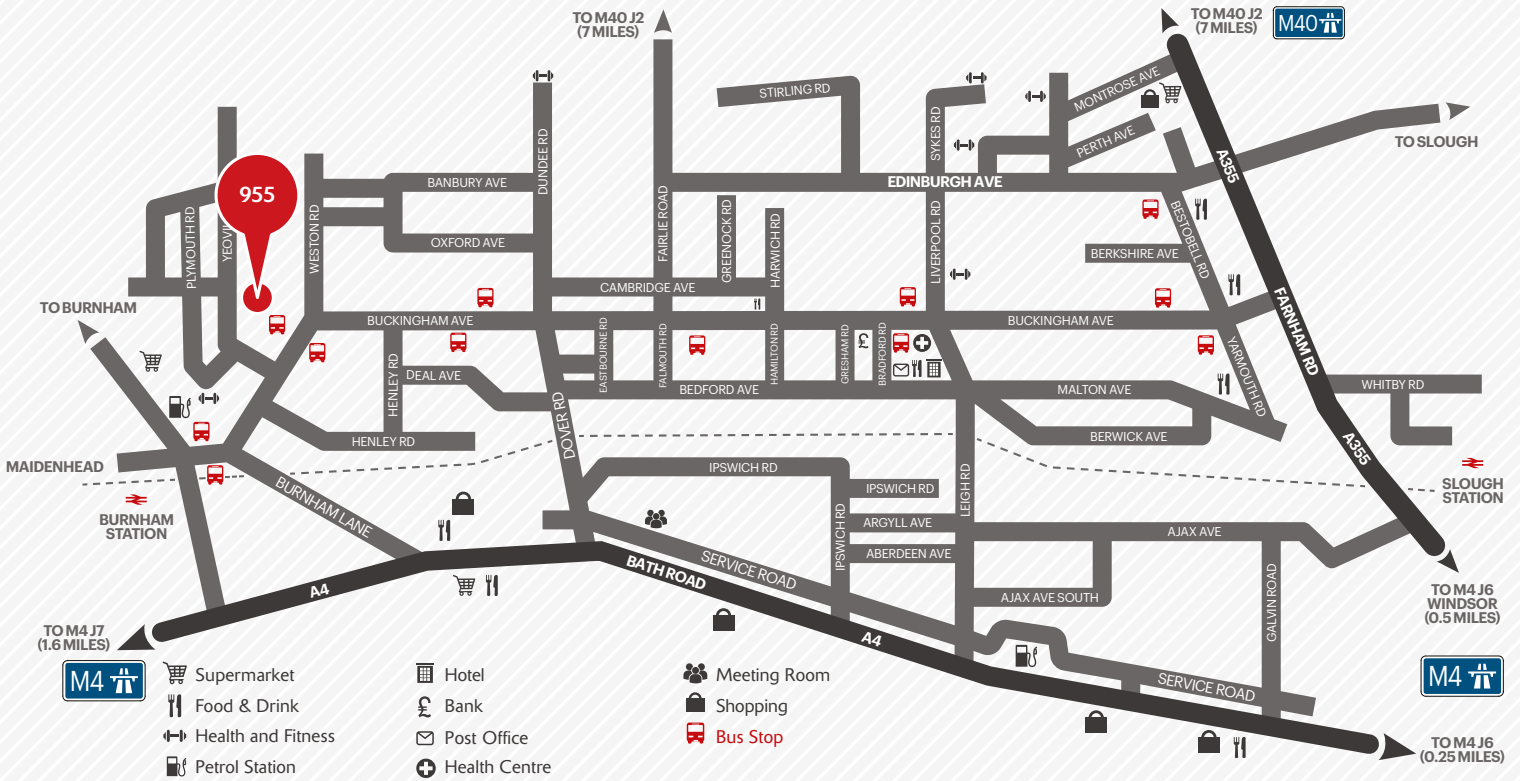 TO M40 J2
(7 MILES)
TO M40 J2
(7 MILES)
M40
STIRLING RD
MONTROSE AVE
DUNDEE RD
SYKES RD
PERTH AVE
TO SLOUGH
A355
955
BANBURY AVE
EDINBURGH AVE
PLYMOUTH RD
YEOVIL
WESTON RD
FAIRLIE ROAD
GREENOCK RD
HARWICH RD
LIVERPOOL RD
BESTOBELL RD
OXFORD AVE
BERKSHIRE AVE
CAMBRIDGE AVE
TO BURNHAM
BUCKINGHAM AVE
BUCKINGHAM AVE
FARNHAM RD
EASTBOURNE RD
FALMOUTH RD
HAMILTON RD
GRESHAM RD
BRADFORD RD
YARMOUTH RD
HENLEY RD
DEAL AVE
BEDFORD AVE
MALTON AVE
WHITBY RD
DOVER RD
HENLEY RD
BERWICK AVE
A355
MAIDENHEAD
IPSWICH RD
IPSWICH RD
LEIGH RD
SLOUGH
STATION
BURNHAM
STATION
BURNHAM LANE
IPSWICH RD
ARGYLL AVE
AJAX AVE
ABERDEEN AVE
SERVICE ROAD
BATH ROAD
A4
AJAX AVE SOUTH
GALVIN ROAD
TO M4 J6
WINDSOR
(0.5 MILES)
TO M4 J7
(1.6 MILES)
A4
M4
M4
SERVICE ROAD
TO M4 J6
(0.25 MILES)
Supermarket
Food & Drink
Health and Fitness
Petrol Station
Hotel
£ Bank
Post Office
Health Centre
Meeting Room
Shopping
Bus Stop